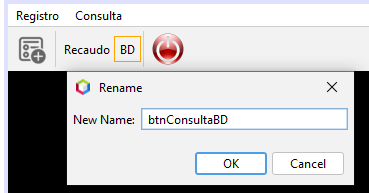 Registro Consulta
Recaudo BD
Rename
New Name: btnConsultaBD
OK Cancel